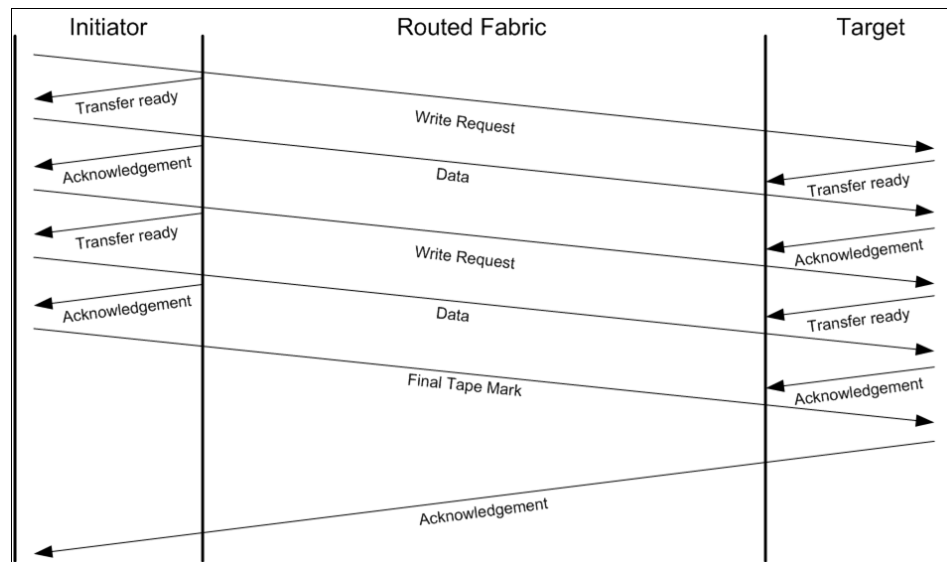 Initiator
Routed Fabric
Target
Transfer ready
Write Request
Acknowledgement
Data
Transfer ready
Transfer ready
Write Request
Acknowledgement
Acknowledgement
Data
Transfer ready
Final Tape Mark
Acknowledgement
Acknowledgement